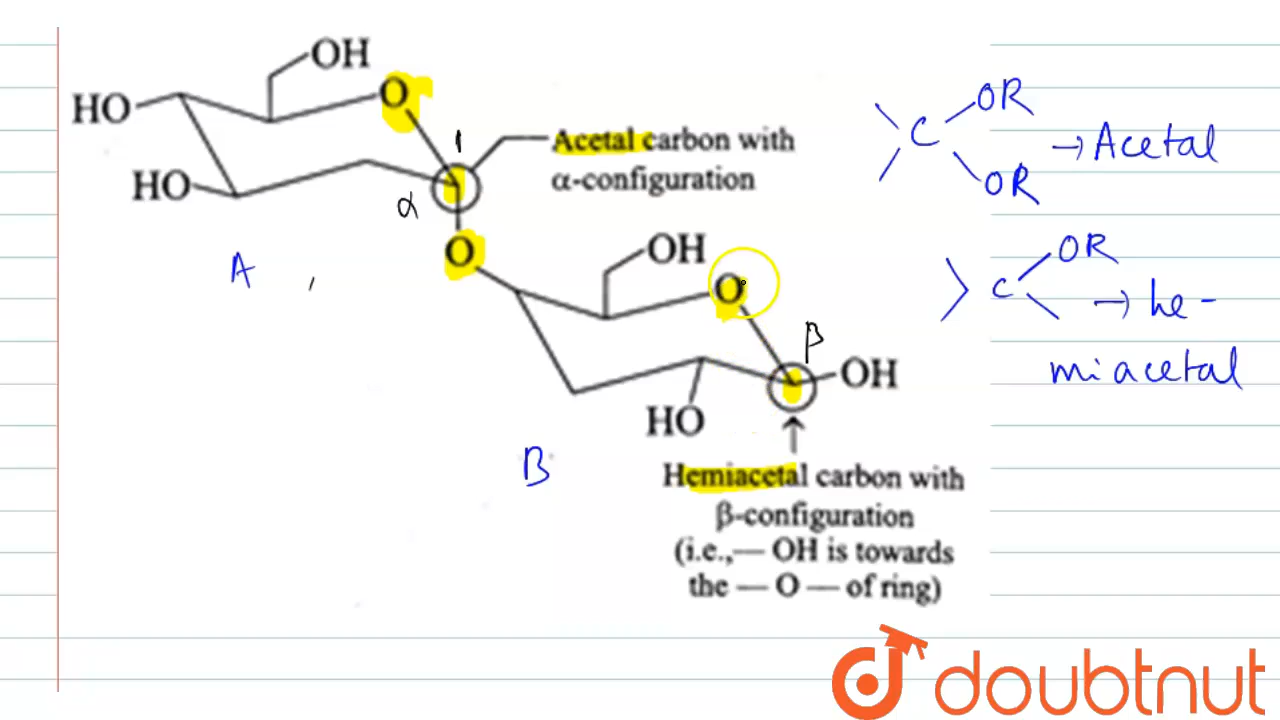 OH
HO
O
1
Acetal carbon with
α-configuration
HO
α
O
A
OH
O
β
OH
HO
B
Hemiacetal carbon with
β-configuration
(i.e.,— OH is towards
the — O — of ring)
C
OR
→ Acetal
OR
OR
C
→ he -
miacetal
doubtnut